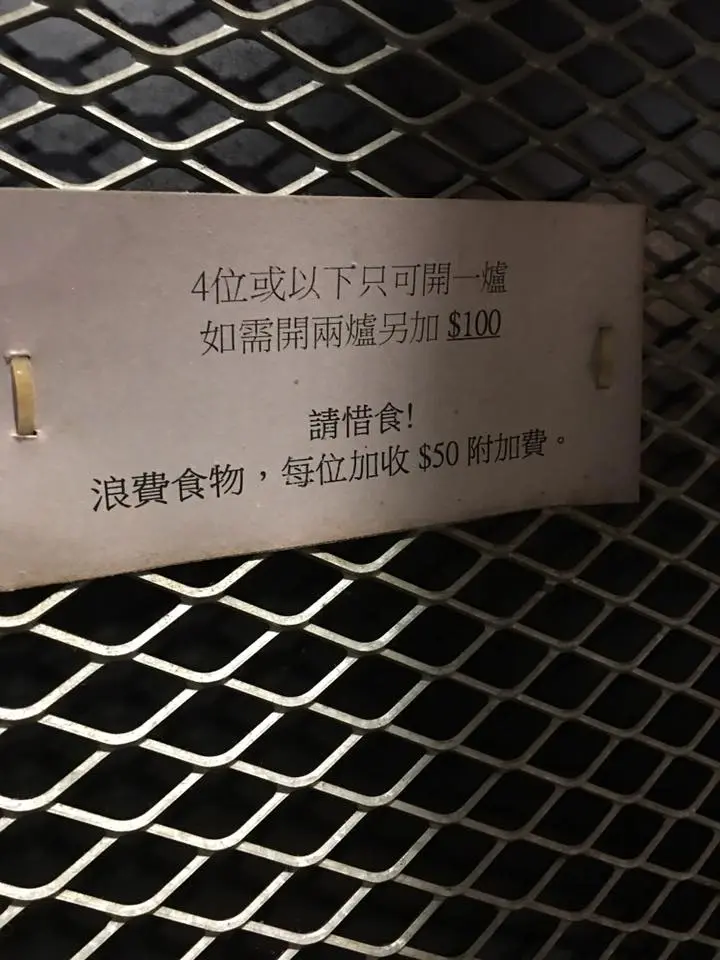 4位或以下只可開一爐
如需開兩爐另加 $100
請惜食!
浪費食物，每位加收 $50 附加費。